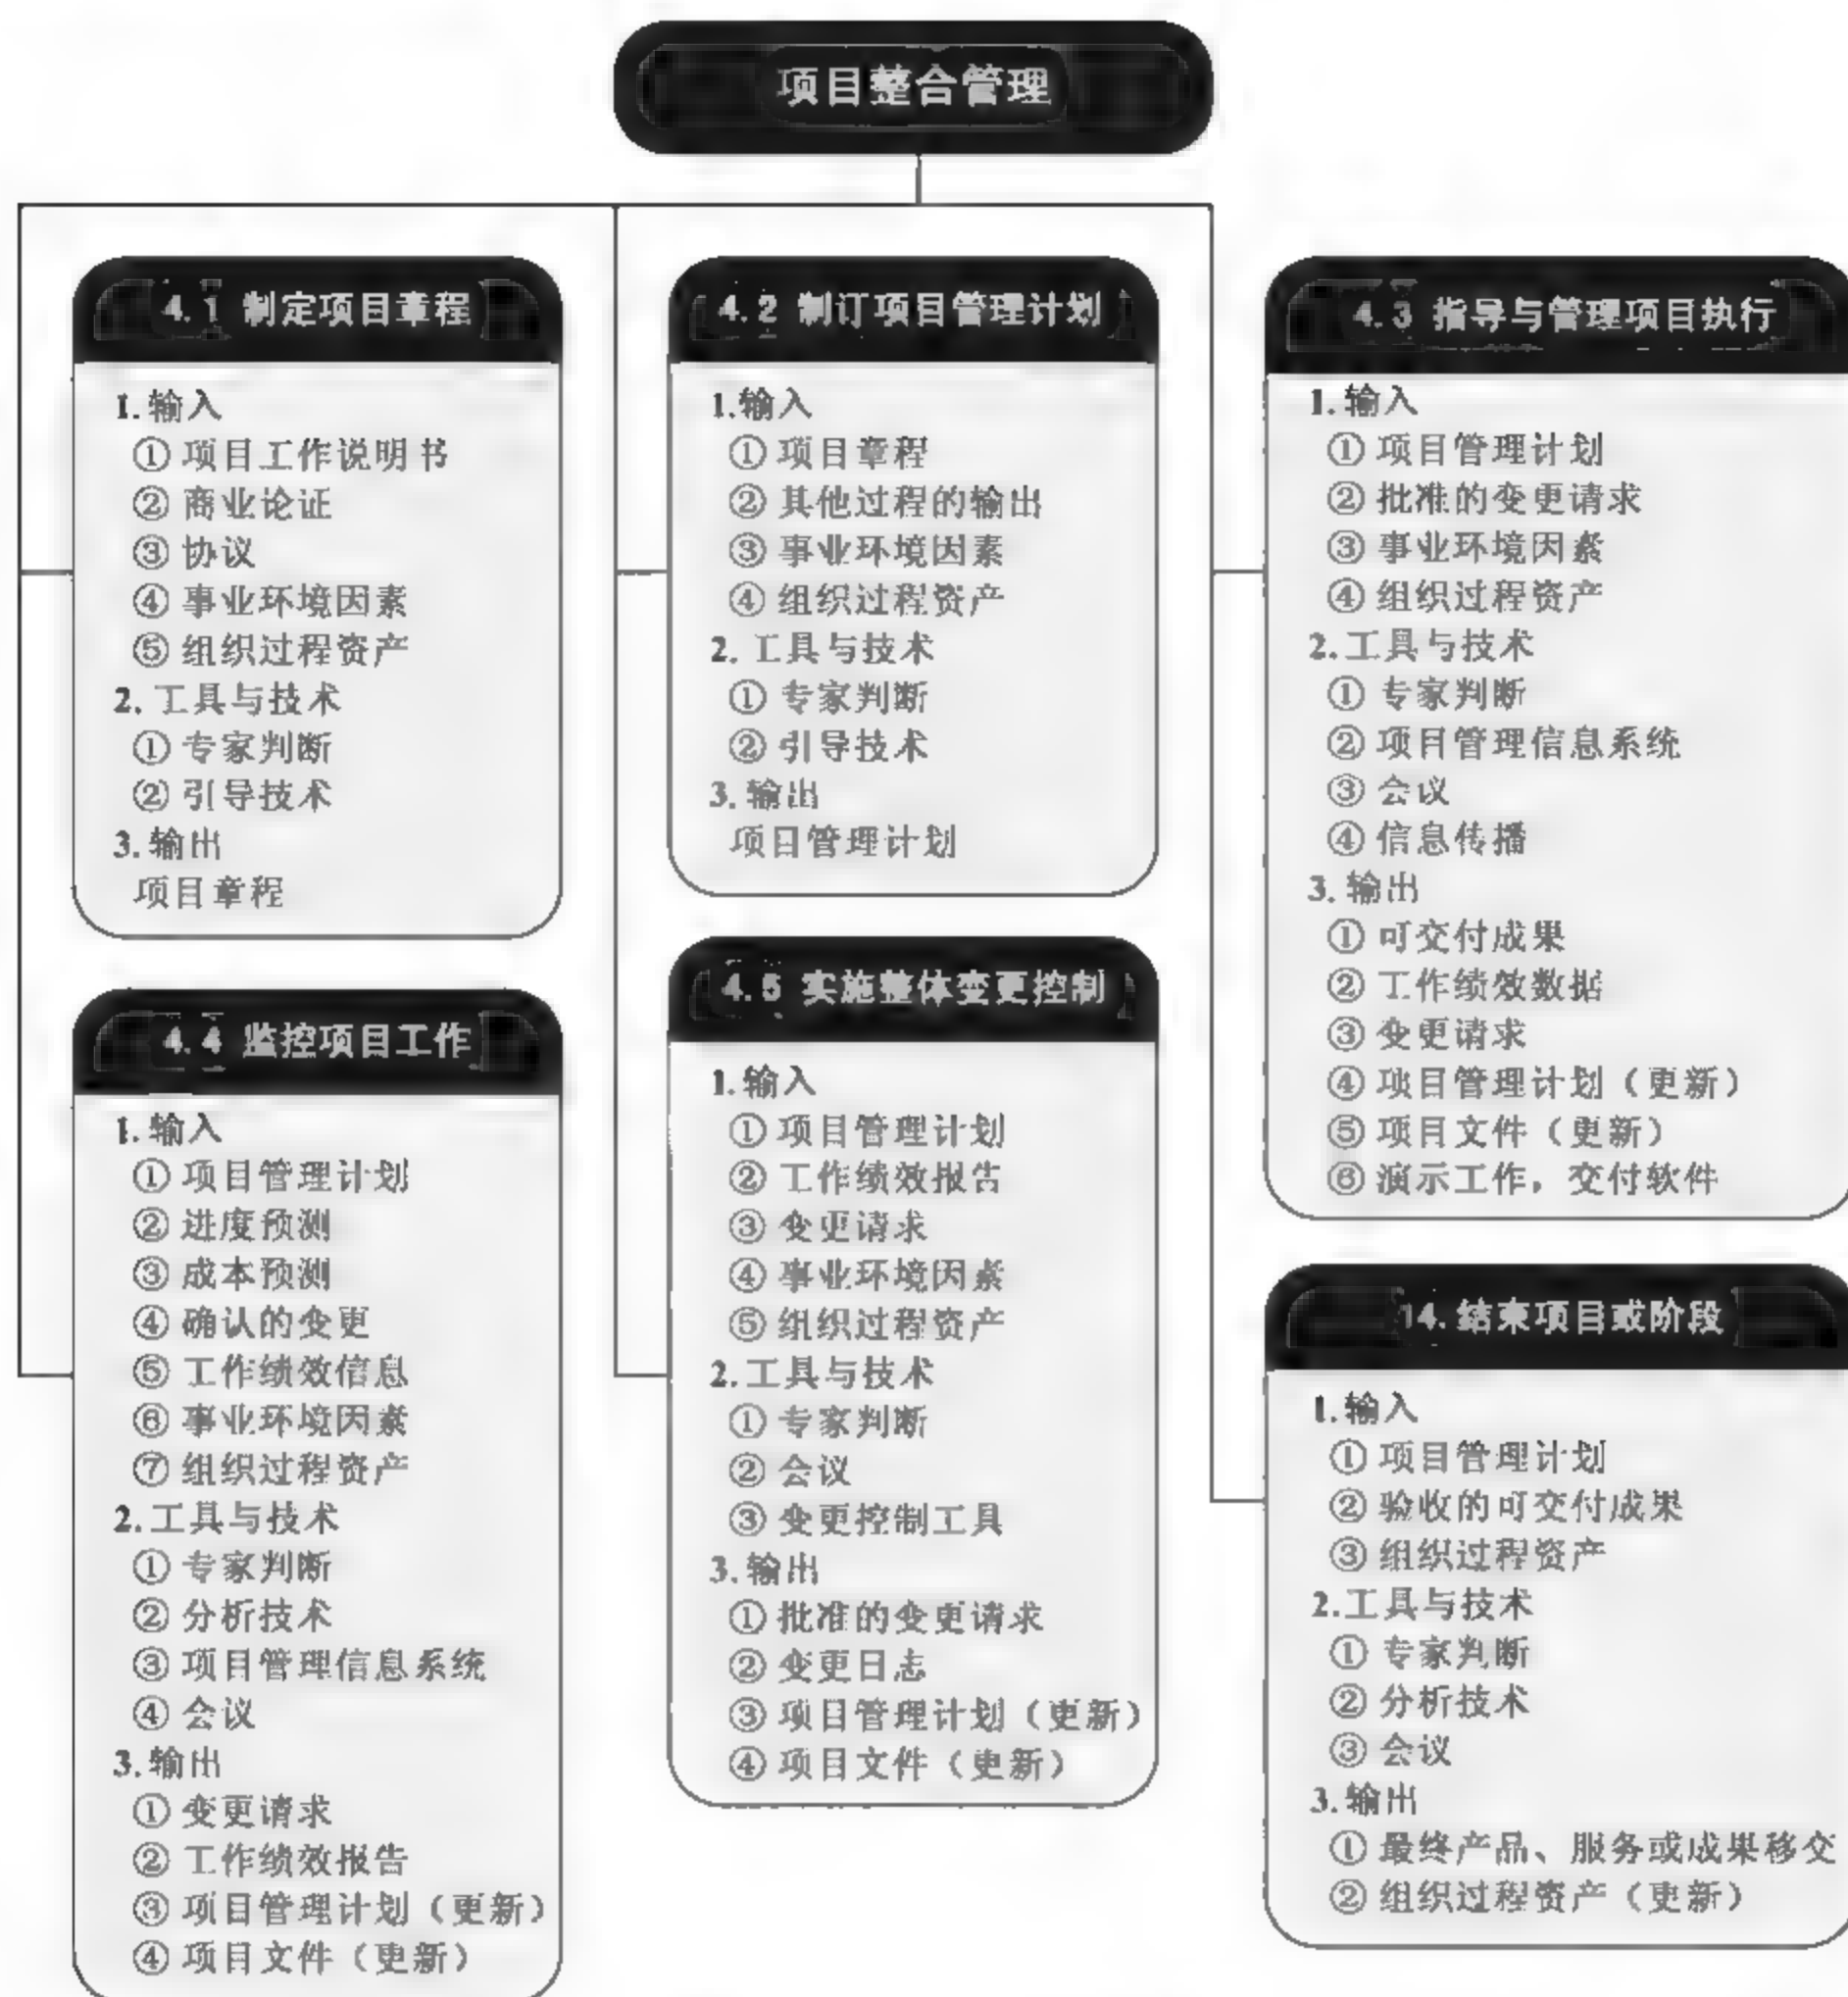 项目整合管理
4.1 制定项目章程
1.输入
① 项目工作说明书
② 商业论证
③ 协议
④ 事业环境因素
⑤ 组织过程资产
2.工具与技术
① 专家判断
② 引导技术
3.输出
项目章程
4.2 制订项目管理计划
1.输入
① 项目章程
② 其他过程的输出
③ 事业环境因素
④ 组织过程资产
2.工具与技术
① 专家判断
② 引导技术
3.输出
项目管理计划
4.3 指导与管理项目执行
1.输入
① 项目管理计划
② 批准的变更请求
③ 事业环境因素
④ 组织过程资产
2.工具与技术
① 专家判断
② 项目管理信息系统
③ 会议
④ 信息传播
3.输出
① 可交付成果
② 工作绩效数据
③ 变更请求
④ 项目管理计划（更新）
⑤ 项目文件（更新）
⑥ 演示工作，交付软件
4.4 监控项目工作
1.输入
① 项目管理计划
② 进度预测
③ 成本预测
④ 确认的变更
⑤ 工作绩效信息
⑥ 事业环境因素
⑦ 组织过程资产
2.工具与技术
① 专家判断
② 分析技术
③ 项目管理信息系统
④ 会议
3.输出
① 变更请求
② 工作绩效报告
③ 项目管理计划（更新）
④ 项目文件（更新）
4.5 实施整体变更控制
1.输入
① 项目管理计划
② 工作绩效报告
③ 变更请求
④ 事业环境因素
⑤ 组织过程资产
2.工具与技术
① 专家判断
② 会议
③ 变更控制工具
3.输出
① 批准的变更请求
② 变更日志
③ 项目管理计划（更新）
④ 项目文件（更新）
14.结束项目或阶段
1.输入
① 项目管理计划
② 验收的可交付成果
③ 组织过程资产
2.工具与技术
① 专家判断
② 分析技术
③ 会议
3.输出
① 最终产品、服务或成果移交
② 组织过程资产（更新）